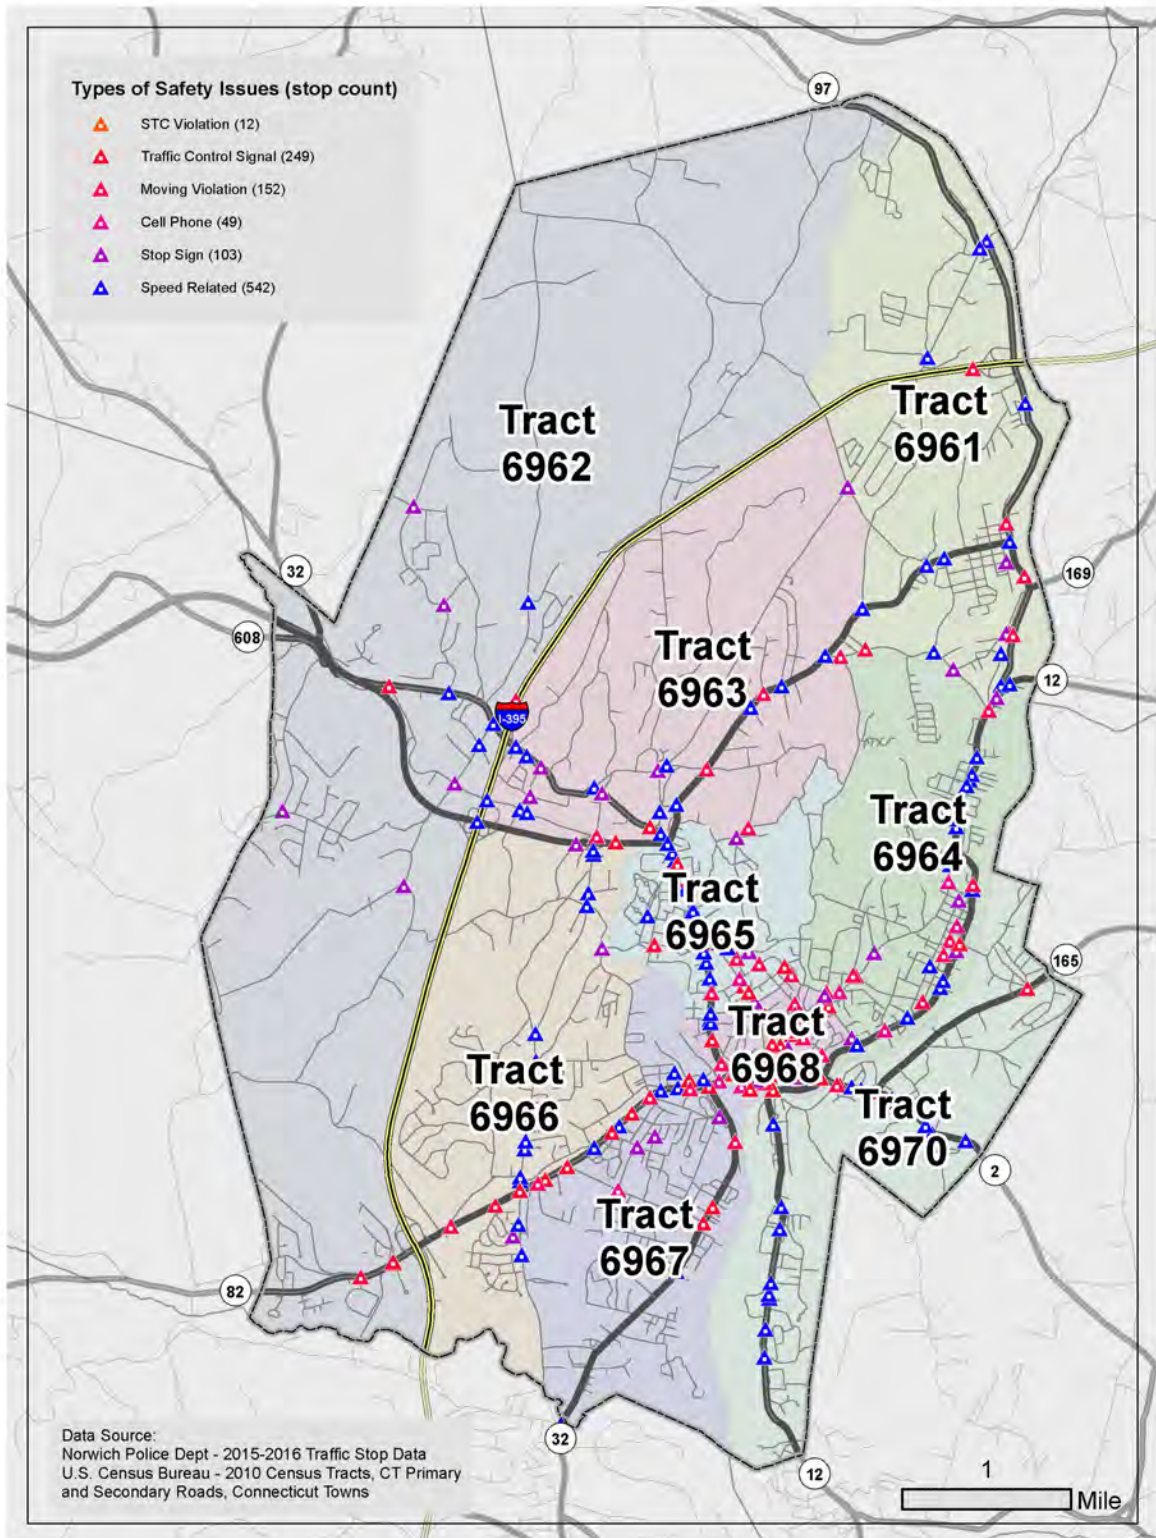 Types of Safety Issues (stop count)
STC Violation (12)
Traffic Control Signal (249)
Moving Violation (152)
Cell Phone (49)
Stop Sign (103)
Speed Related (542)
97
Tract
6962
Tract
6961
32
169
608
Tract
6963
12
I-395
Tract
6964
Tract
6965
165
Tract
6968
Tract
6966
Tract
6970
2
Tract
6967
82
32
12
Data Source:
Norwich Police Dept - 2015-2016 Traffic Stop Data
U.S. Census Bureau - 2010 Census Tracts, CT Primary
and Secondary Roads, Connecticut Towns
1
Mile